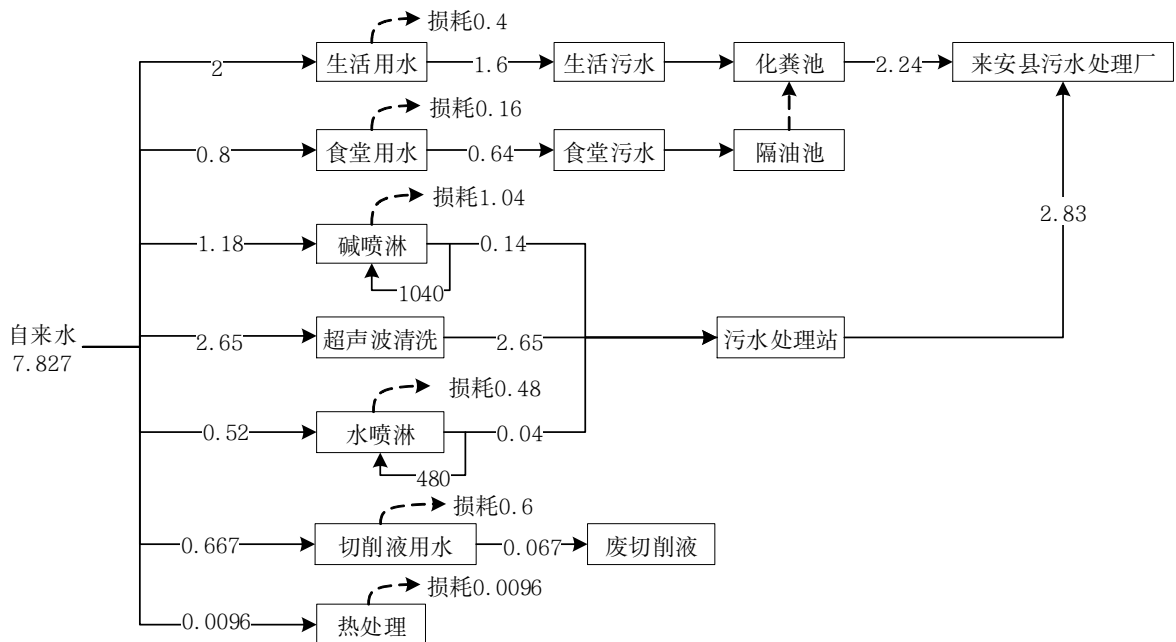 损耗0.4
2
生活用水
1.6
生活污水
化粪池
2.24
来安县污水处理厂
损耗0.16
0.8
食堂用水
0.64
食堂污水
隔油池
损耗1.04
2.83
1.18
碱喷淋
0.14
1040
自来水
7.827
2.65
超声波清洗
2.65
污水处理站
损耗0.48
0.52
水喷淋
0.04
480
损耗0.6
0.667
切削液用水
0.067
废切削液
损耗0.0096
0.0096
热处理